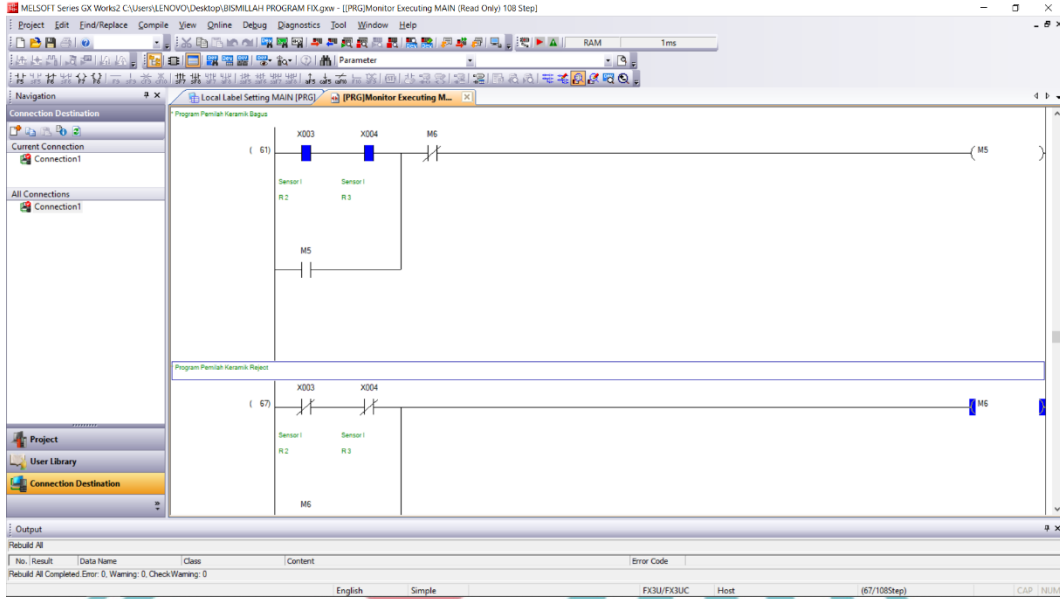 MELSOFT Series GX Works2 C:\Users\LENOVO\Desktop\BISMILLAH PROGRAM FIX.gxw - [[PRG]Monitor Executing MAIN (Read Only) 108 Step]
Project Edit Find/Replace Compile View Online Debug Diagnostics Tool Window Help
RAM 1ms
Parameter
Navigation
Local Label Setting MAIN [PRG] [PRG]Monitor Executing M...
Connection Destination
Current Connection
Connection1
All Connections
Connection1
Project
User Library
Connection Destination
* Program Pemilah Keramik Bagus
X003 X004 M6
( 61) M5
Sensor I Sensor I
R 2 R 3
M5
* Program Pemilah Keramik Reject
X003 X004
( 67) M6
Sensor I Sensor I
R 2 R 3
M6
Output
Rebuild All
No. Result Data Name Class Content Error Code
Rebuild All Completed.Error: 0, Warning: 0, Check Warning: 0
English Simple FX3U/FX3UC Host (67/108Step) CAP NUM